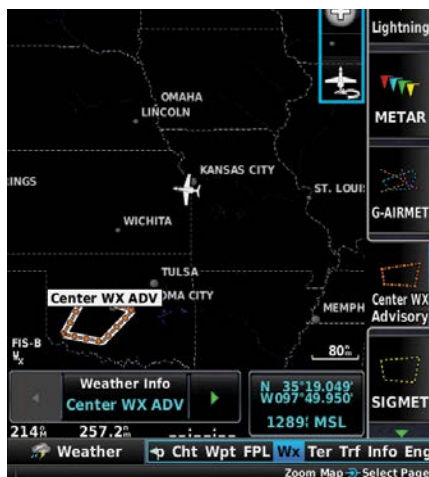 Lightning
OMAHA
LINCOLN
METAR
KANSAS CITY
INGS
ST. LOUI
G-AIRMET
WICHITA
TULSA
Center WX ADV
OMA CITY
MEMPH
Center WX
Advisory
FIS-B
80
Weather Info
Center WX ADV
N 35°19.049'
W097°49.950'
1289 MSL
SIGMET
214
257.2
Weather
Cht Wpt FPL Wx Ter Trf Info Eng
Zoom Map Select Page